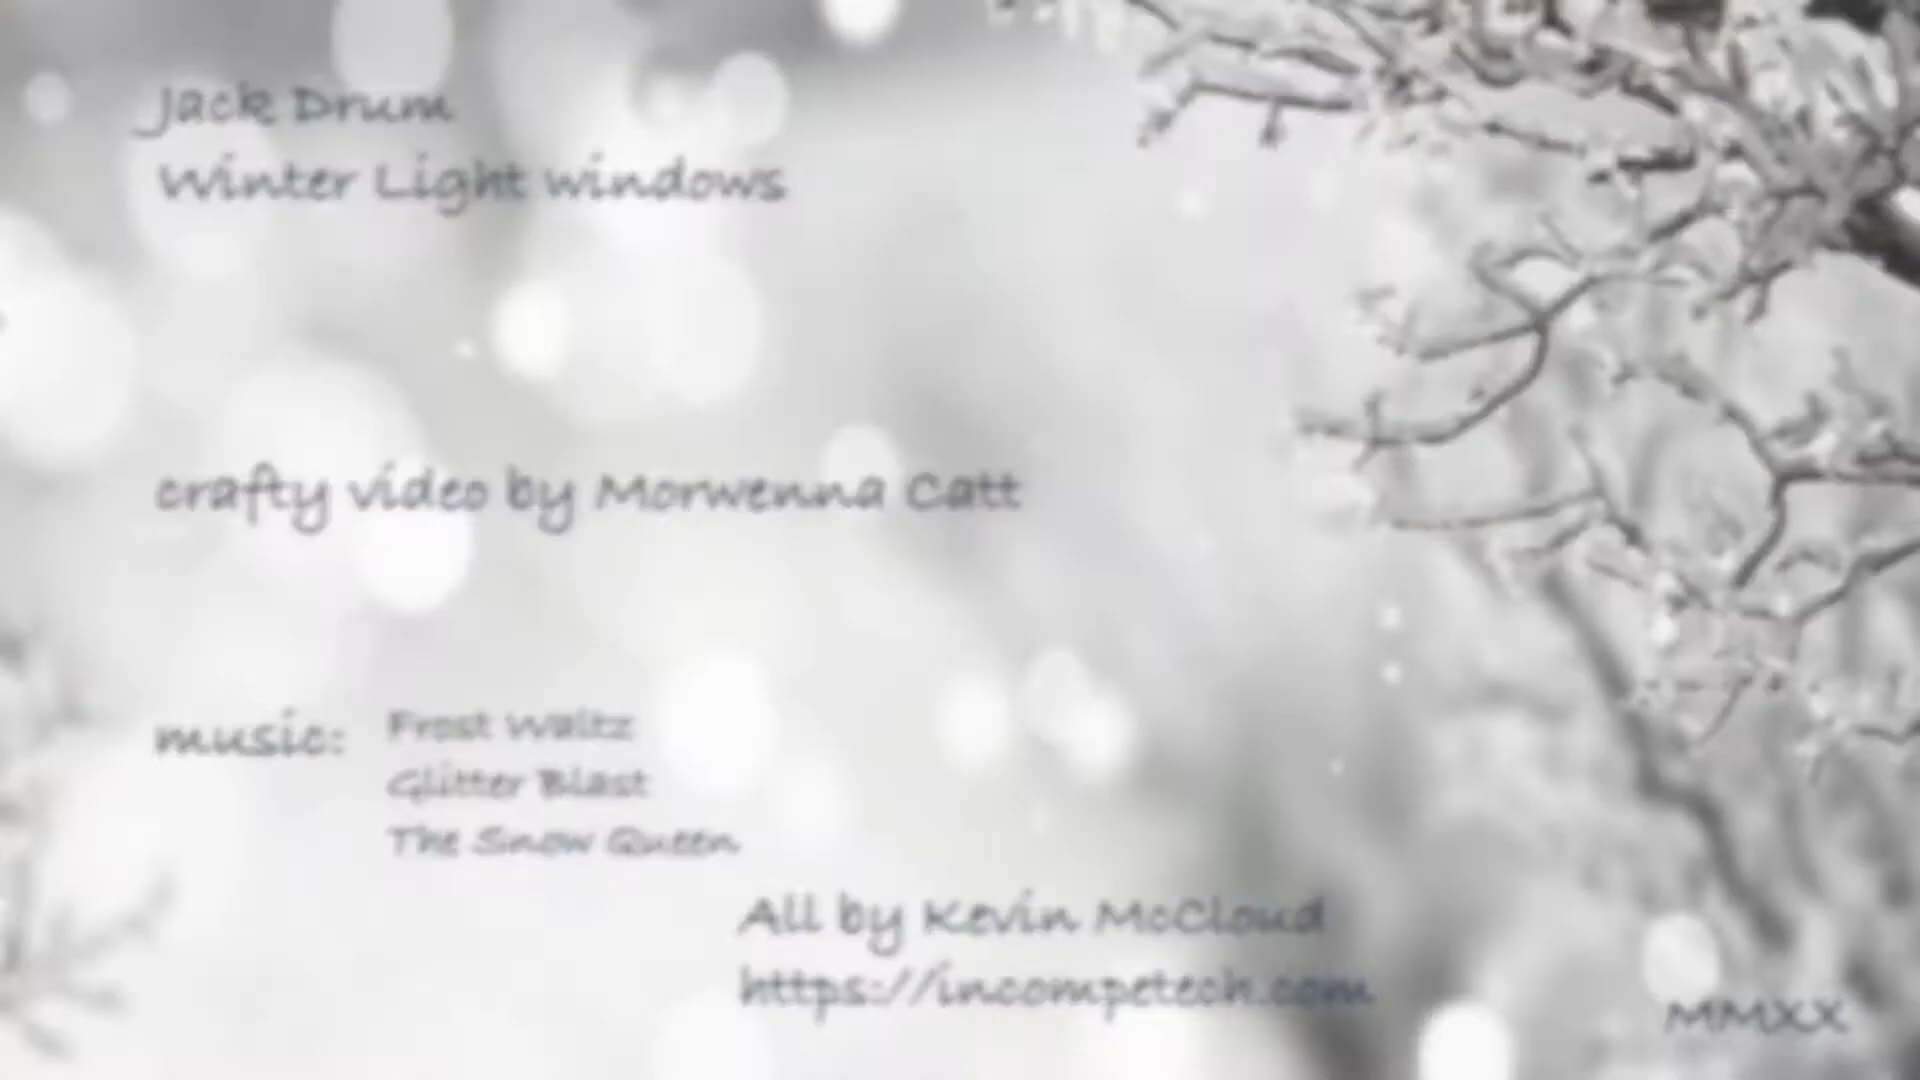 Jack Drum
Winter Light windows
crafty video by Morwenna Catt
music: Frost Waltz
Glitter Blast
The Snow Queen
All by Kevin McCloud
https://incompetech.com
MMXX